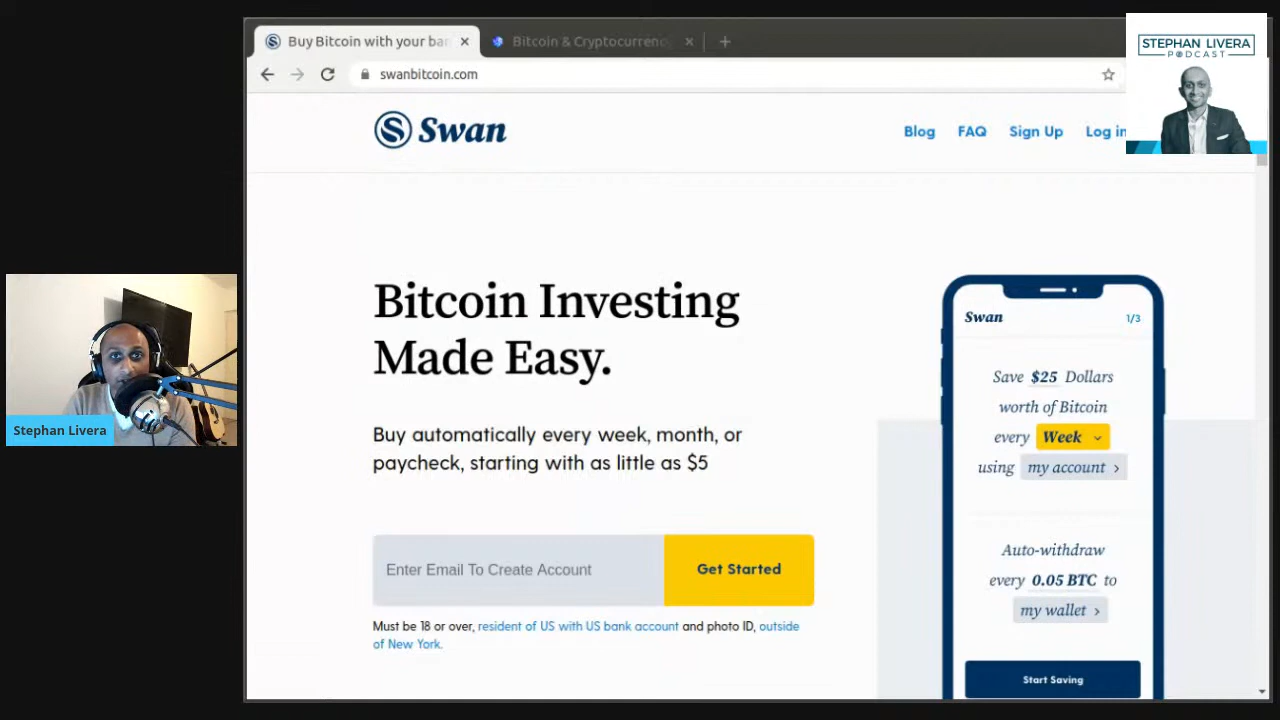 Buy Bitcoin with your ban
Bitcoin & Cryptocurrenc
swanbitcoin.com
STEPHAN LIVERA
PODCAST
Swan
Blog
FAQ
Sign Up
Log in
Bitcoin Investing
Made Easy.
Buy automatically every week, month, or
paycheck, starting with as little as $5
Enter Email To Create Account
Get Started
Must be 18 or over, resident of US with US bank account and photo ID, outside
of New York.
Swan
1/3
Save $25 Dollars
worth of Bitcoin
every Week
using my account >
Auto-withdraw
every 0.05 BTC to
my wallet >
Start Saving
Stephan Livera